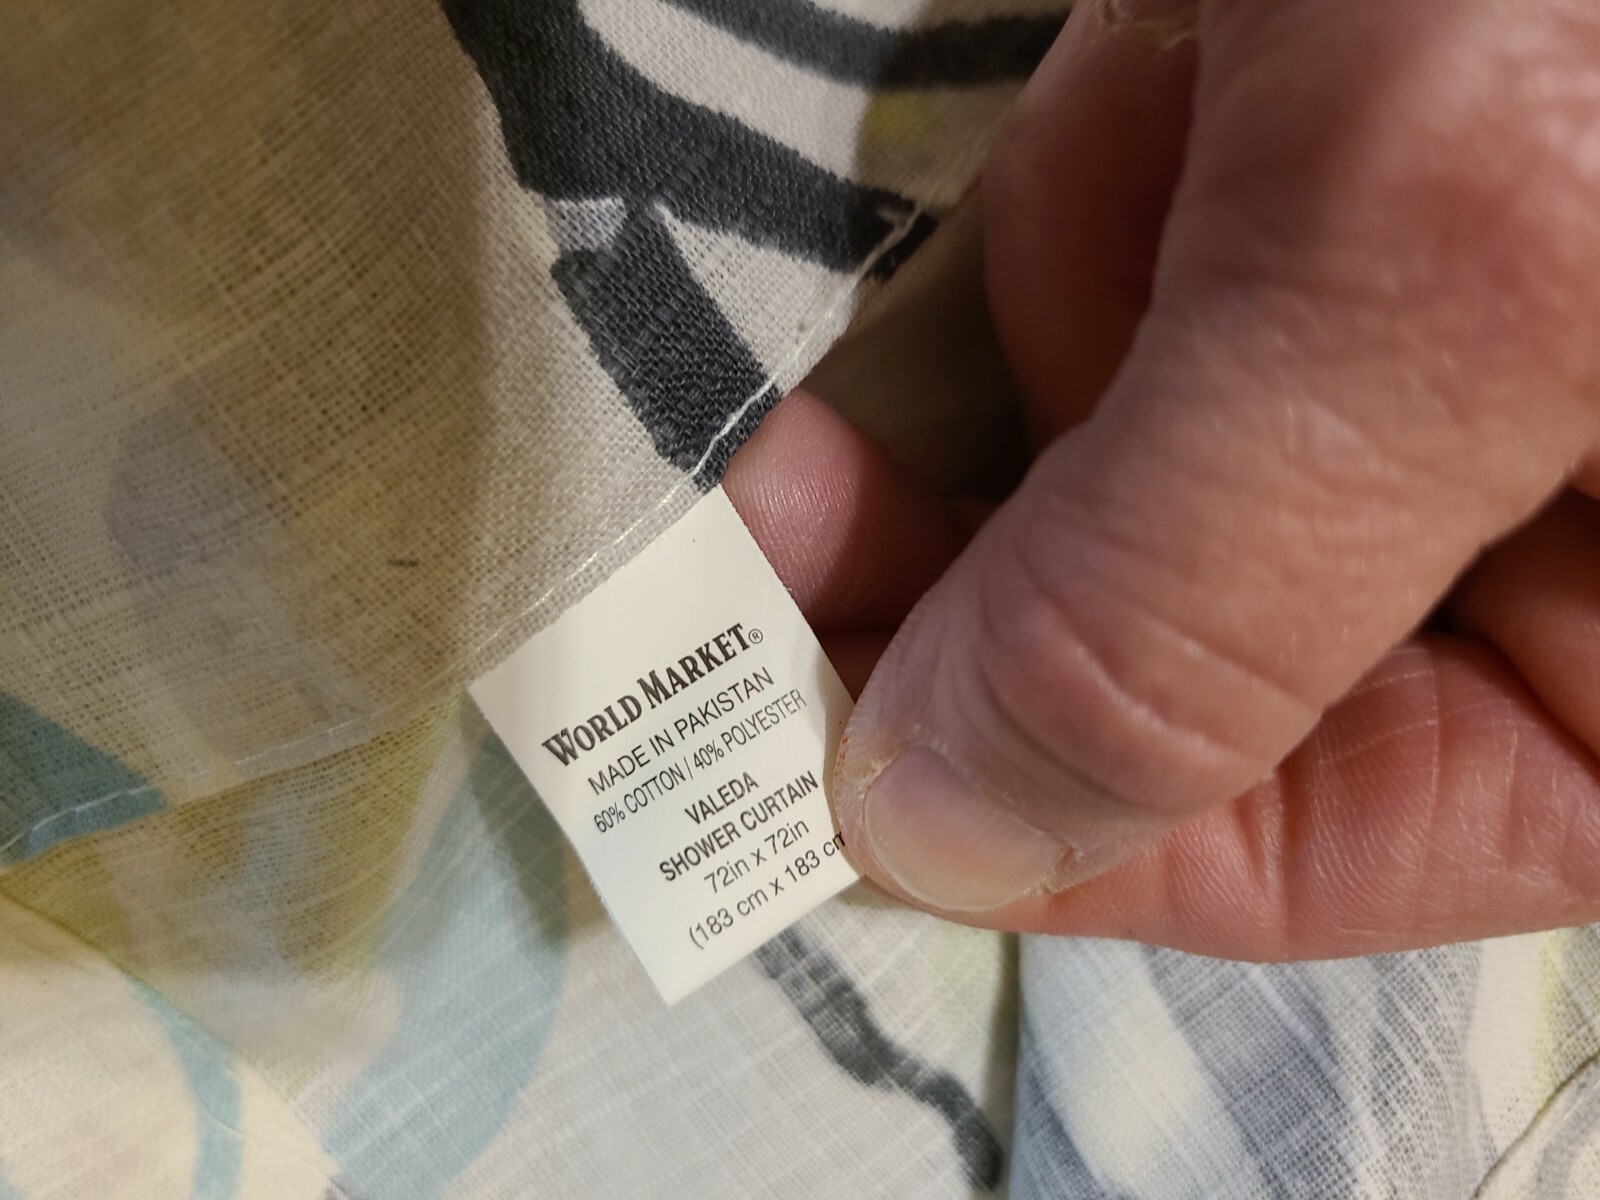 WORLD MARKET®
MADE IN PAKISTAN
60% COTTON / 40% POLYESTER
VALEDA
SHOWER CURTAIN
72in x 72in
(183 cm x 183 cm